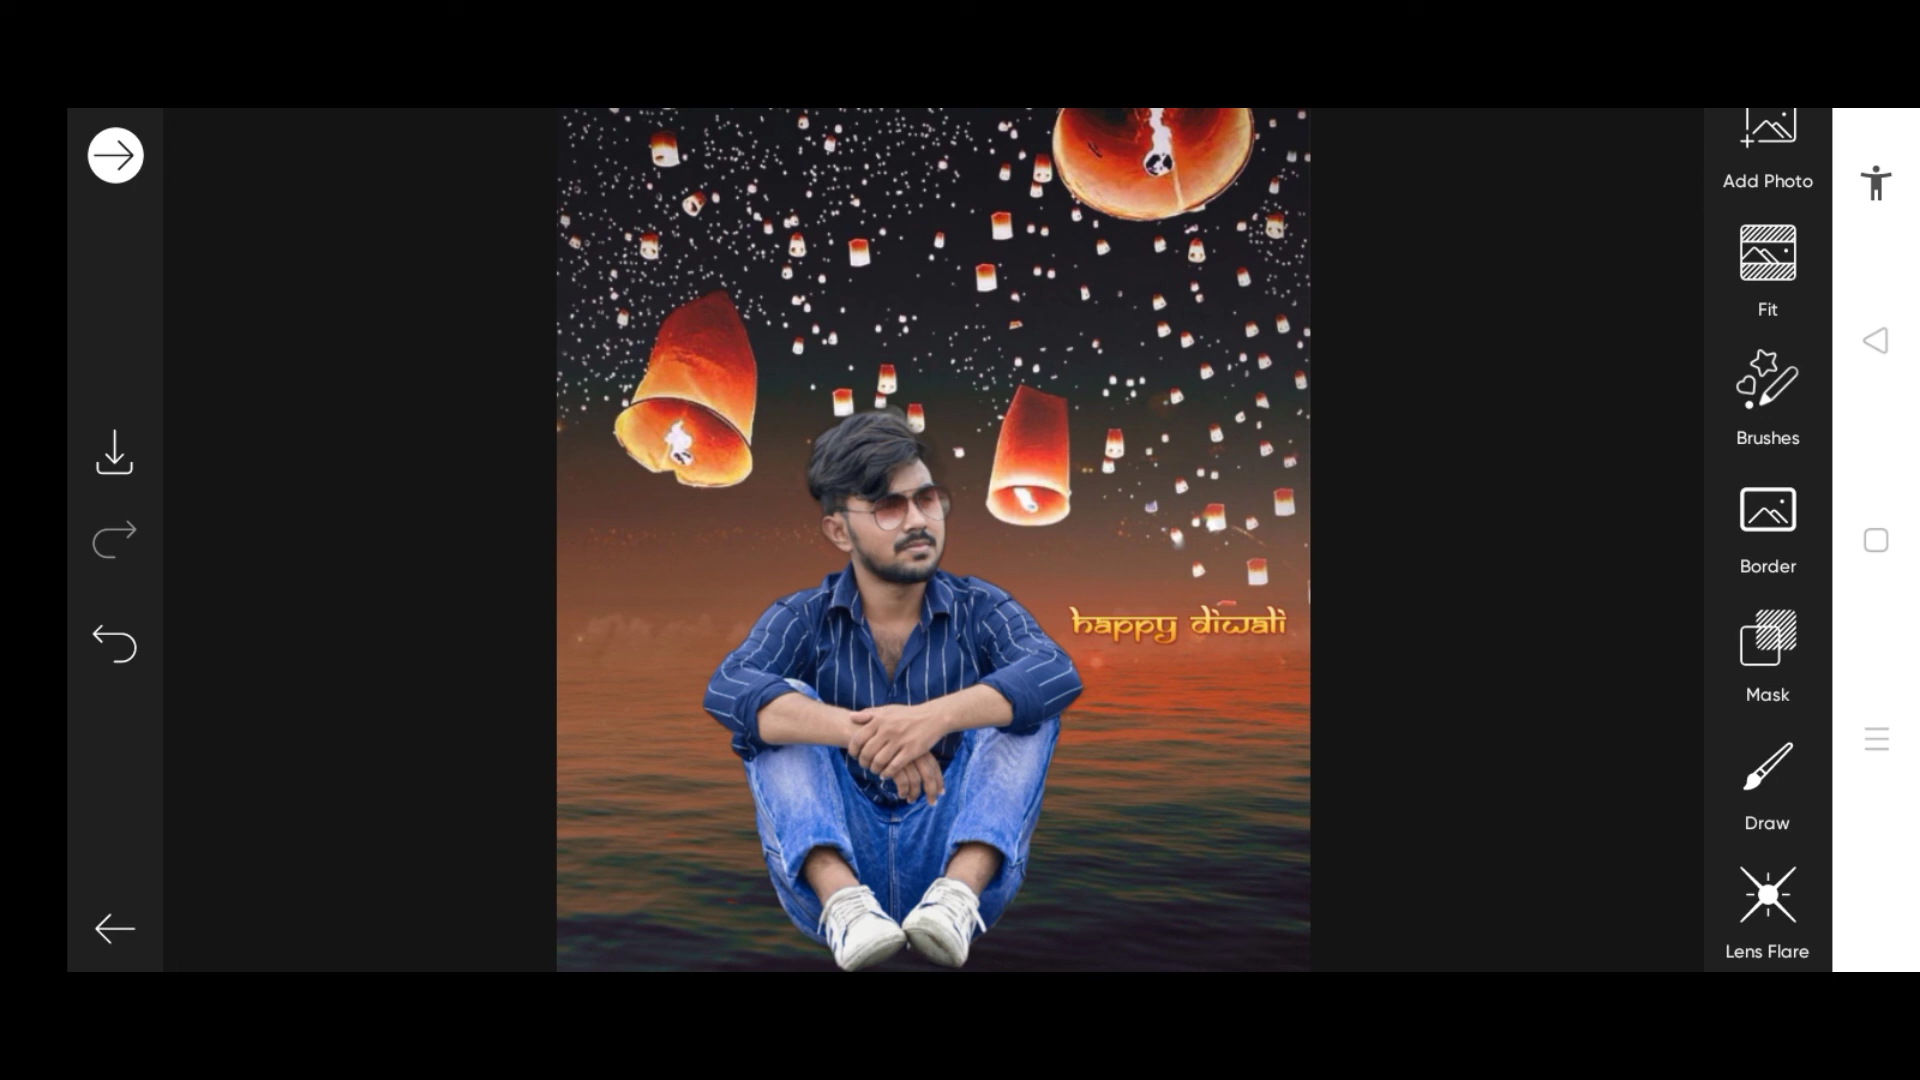 Add Photo
Fit
Brushes
Border
happy diwali
Mask
Draw
Lens Flare